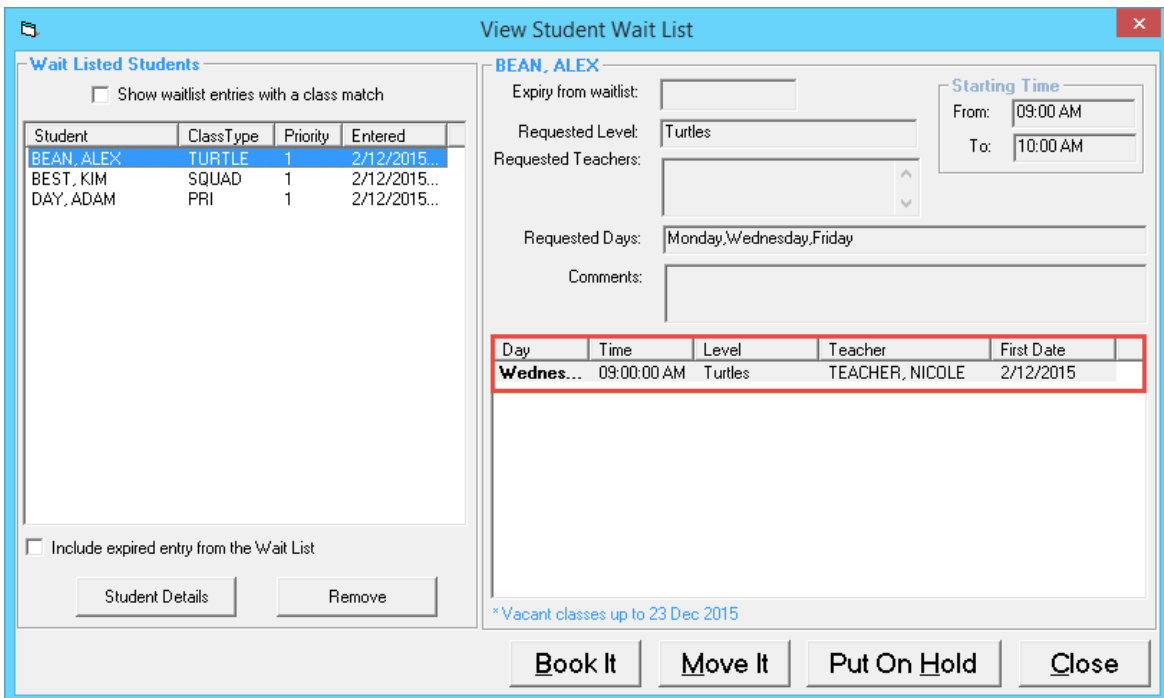 View Student Wait List
Wait Listed Students
Show waitlist entries with a class match
Student ClassType Priority Entered
BEAN, ALEX TURTLE 1 2/12/2015...
BEST, KIM SQUAD 1 2/12/2015...
DAY, ADAM PRI 1 2/12/2015...
Include expired entry from the Wait List
Student Details Remove
BEAN, ALEX
Expiry from waitlist:
Starting Time
From: 09:00 AM
To: 10:00 AM
Requested Level: Turtles
Requested Teachers:
Requested Days: Monday,Wednesday,Friday
Comments:
Day Time Level Teacher First Date
Wednes... 09:00:00 AM Turtles TEACHER, NICOLE 2/12/2015
* Vacant classes up to 23 Dec 2015
Book It Move It Put On Hold Close